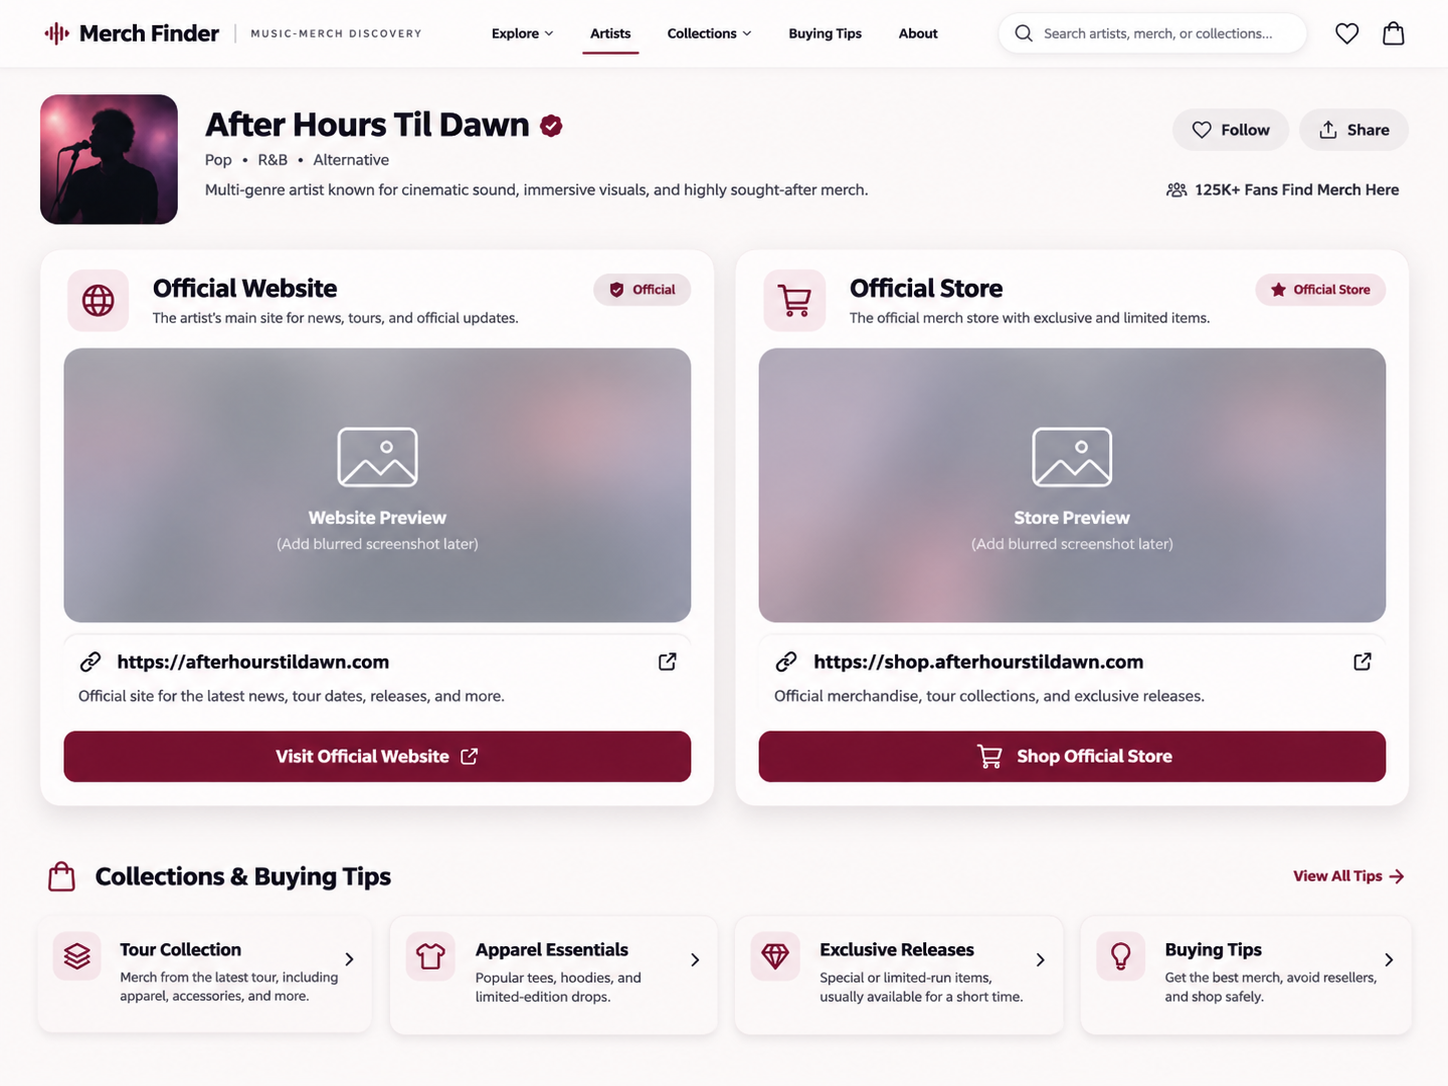 Merch Finder
MUSIC-MERCH DISCOVERY
Explore
Artists
Collections
Buying Tips
About
Search artists, merch, or collections...
After Hours Til Dawn
Pop • R&B • Alternative
Multi-genre artist known for cinematic sound, immersive visuals, and highly sought-after merch.
Follow
Share
125K+ Fans Find Merch Here
Official Website
Official
The artist's main site for news, tours, and official updates.
Website Preview
(Add blurred screenshot later)
https://afterhourstildawn.com
Official site for the latest news, tour dates, releases, and more.
Visit Official Website
Official Store
Official Store
The official merch store with exclusive and limited items.
Store Preview
(Add blurred screenshot later)
https://shop.afterhourstildawn.com
Official merchandise, tour collections, and exclusive releases.
Shop Official Store
Collections & Buying Tips
View All Tips
Tour Collection
Merch from the latest tour, including
apparel, accessories, and more.
Apparel Essentials
Popular tees, hoodies, and
limited-edition drops.
Exclusive Releases
Special or limited-run items,
usually available for a short time.
Buying Tips
Get the best merch, avoid resellers,
and shop safely.